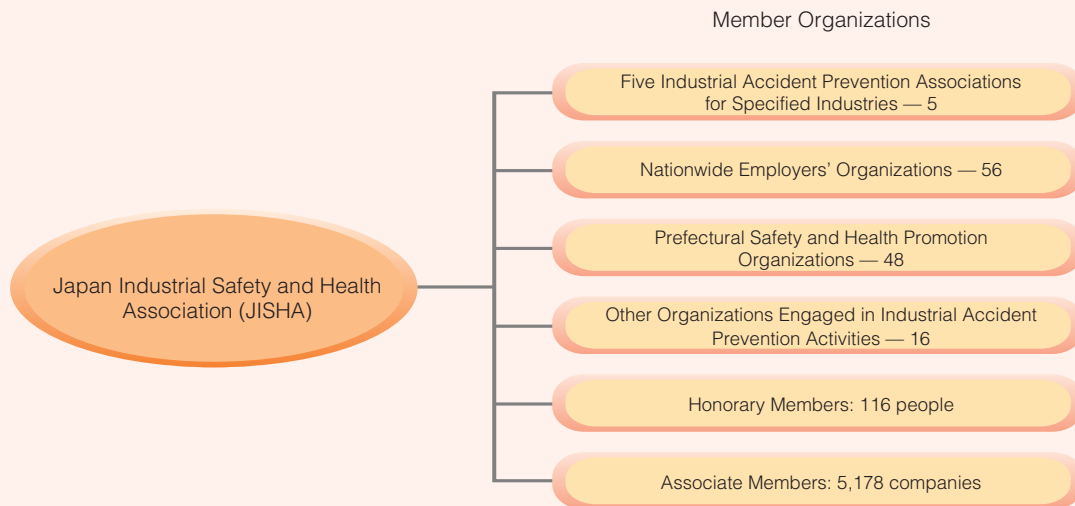 Member Organizations
Five Industrial Accident Prevention Associations
for Specified Industries — 5
Nationwide Employers’ Organizations — 56
Prefectural Safety and Health Promotion
Organizations — 48
Japan Industrial Safety and Health
Association (JISHA)
Other Organizations Engaged in Industrial Accident
Prevention Activities — 16
Honorary Members: 116 people
Associate Members: 5,178 companies